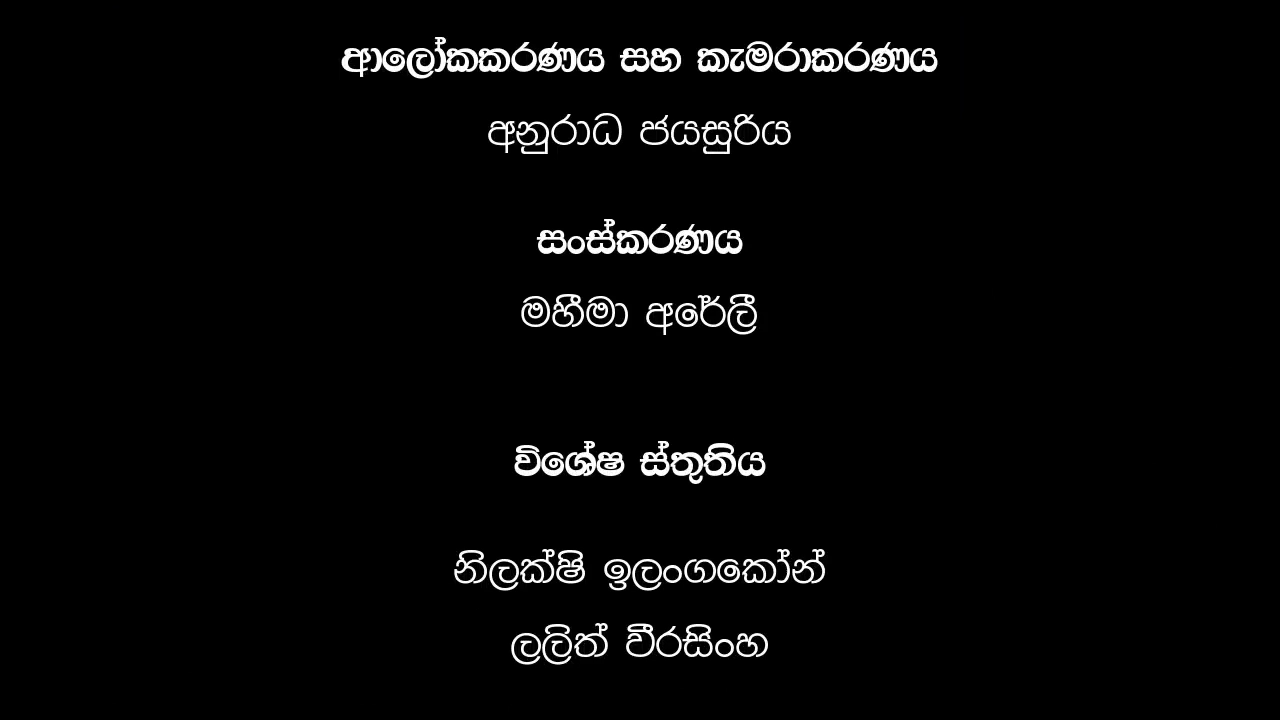 ආලෝකකරණය සහ කැමරාකරණය
අනුරාධ ජයසුරිය
සංස්කරණය
මහීමා අරේලී
විශේෂ ස්තුතිය
නිලක්ෂි ඉලංගකෝන්
ලලිත් වීරසිංහ